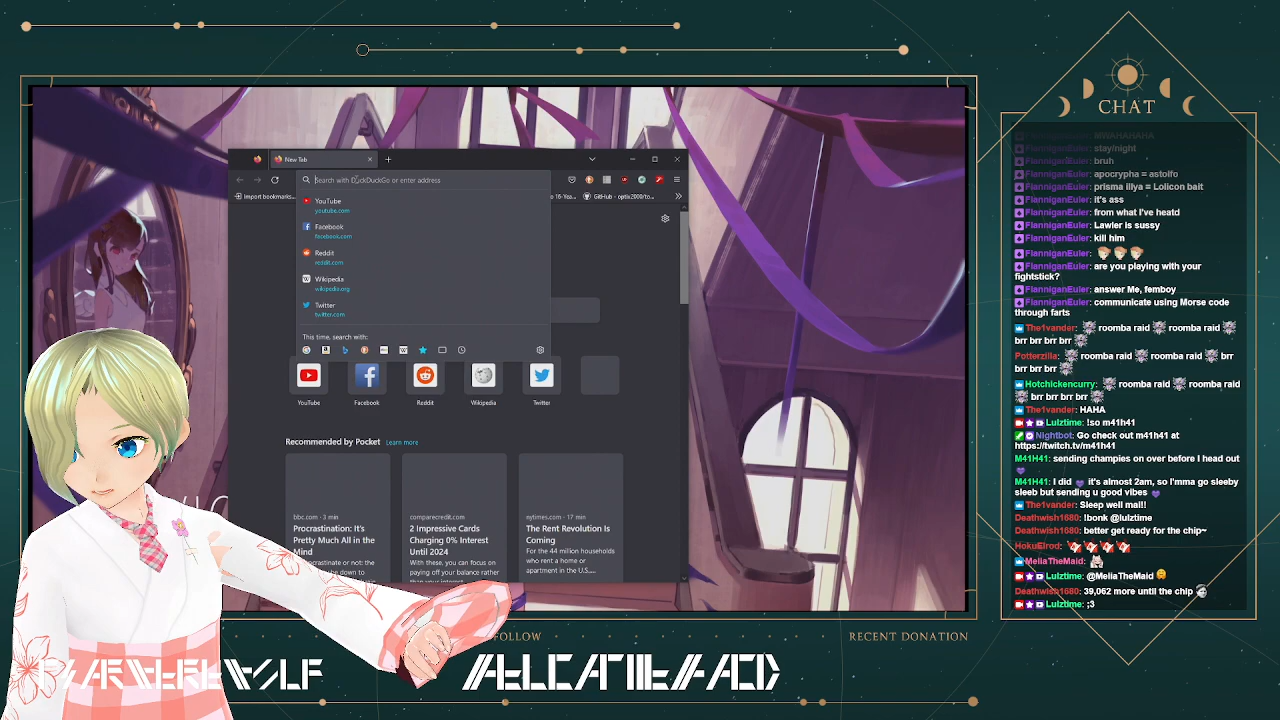 New Tab
Search with DuckDuckGo or enter address
Import bookmarks...
GitHub - optix2000/to...
YouTube
youtube.com
Facebook
facebook.com
Reddit
reddit.com
Wikipedia
wikipedia.org
Twitter
twitter.com
This time, search with:
YouTube
Facebook
Reddit
Wikipedia
Twitter
Recommended by Pocket Learn more
bbc.com · 3 min
Procrastination: It's
Pretty Much All in the
Mind
comparecredit.com
2 Impressive Cards
Charging 0% Interest
Until 2024
With these, you can focus on
paying off your balance rather
than your interest
nytimes.com · 17 min
The Rent Revolution Is
Coming
For the 44 million households
who rent a home or
apartment in the U.S....
FOLLOW
RECENT DONATION
CHAT
FlanniganEuler: MWAHAHAHA
FlanniganEuler: stay/night
FlanniganEuler: bruh
FlanniganEuler: apocrypha = astolfo
FlanniganEuler: prisma illya = Lolicon bait
FlanniganEuler: it's ass
FlanniganEuler: from what I've heatd
FlanniganEuler: Lawler is sussy
FlanniganEuler: kill him
FlanniganEuler:
FlanniganEuler: are you playing with your
fightstick?
FlanniganEuler: answer Me, femboy
FlanniganEuler: communicate using Morse code
through farts
The1vander: roomba raid roomba raid
brr brr brr brr
Potterzilla: roomba raid roomba raid brr
brr brr brr
Hotchickencurry: roomba raid roomba raid
brr brr brr brr
The1vander: HAHA
Lulztime: !so m41h41
Nightbot: Go check out m41h41 at
https://twitch.tv/m41h41
M41H41: sending champies on over before I head out
M41H41: I did it's almost 2am, so I'mma go sleeby
sleeb but sending u good vibes
The1vander: Sleep well mai!!
Deathwish1680: !bonk @lulztime
Deathwish1680: better get ready for the chip~
HokuElrod:
MeliaTheMaid:
Lulztime: @MeliaTheMaid
Deathwish1680: 39,062 more until the chip
Lulztime: ;3